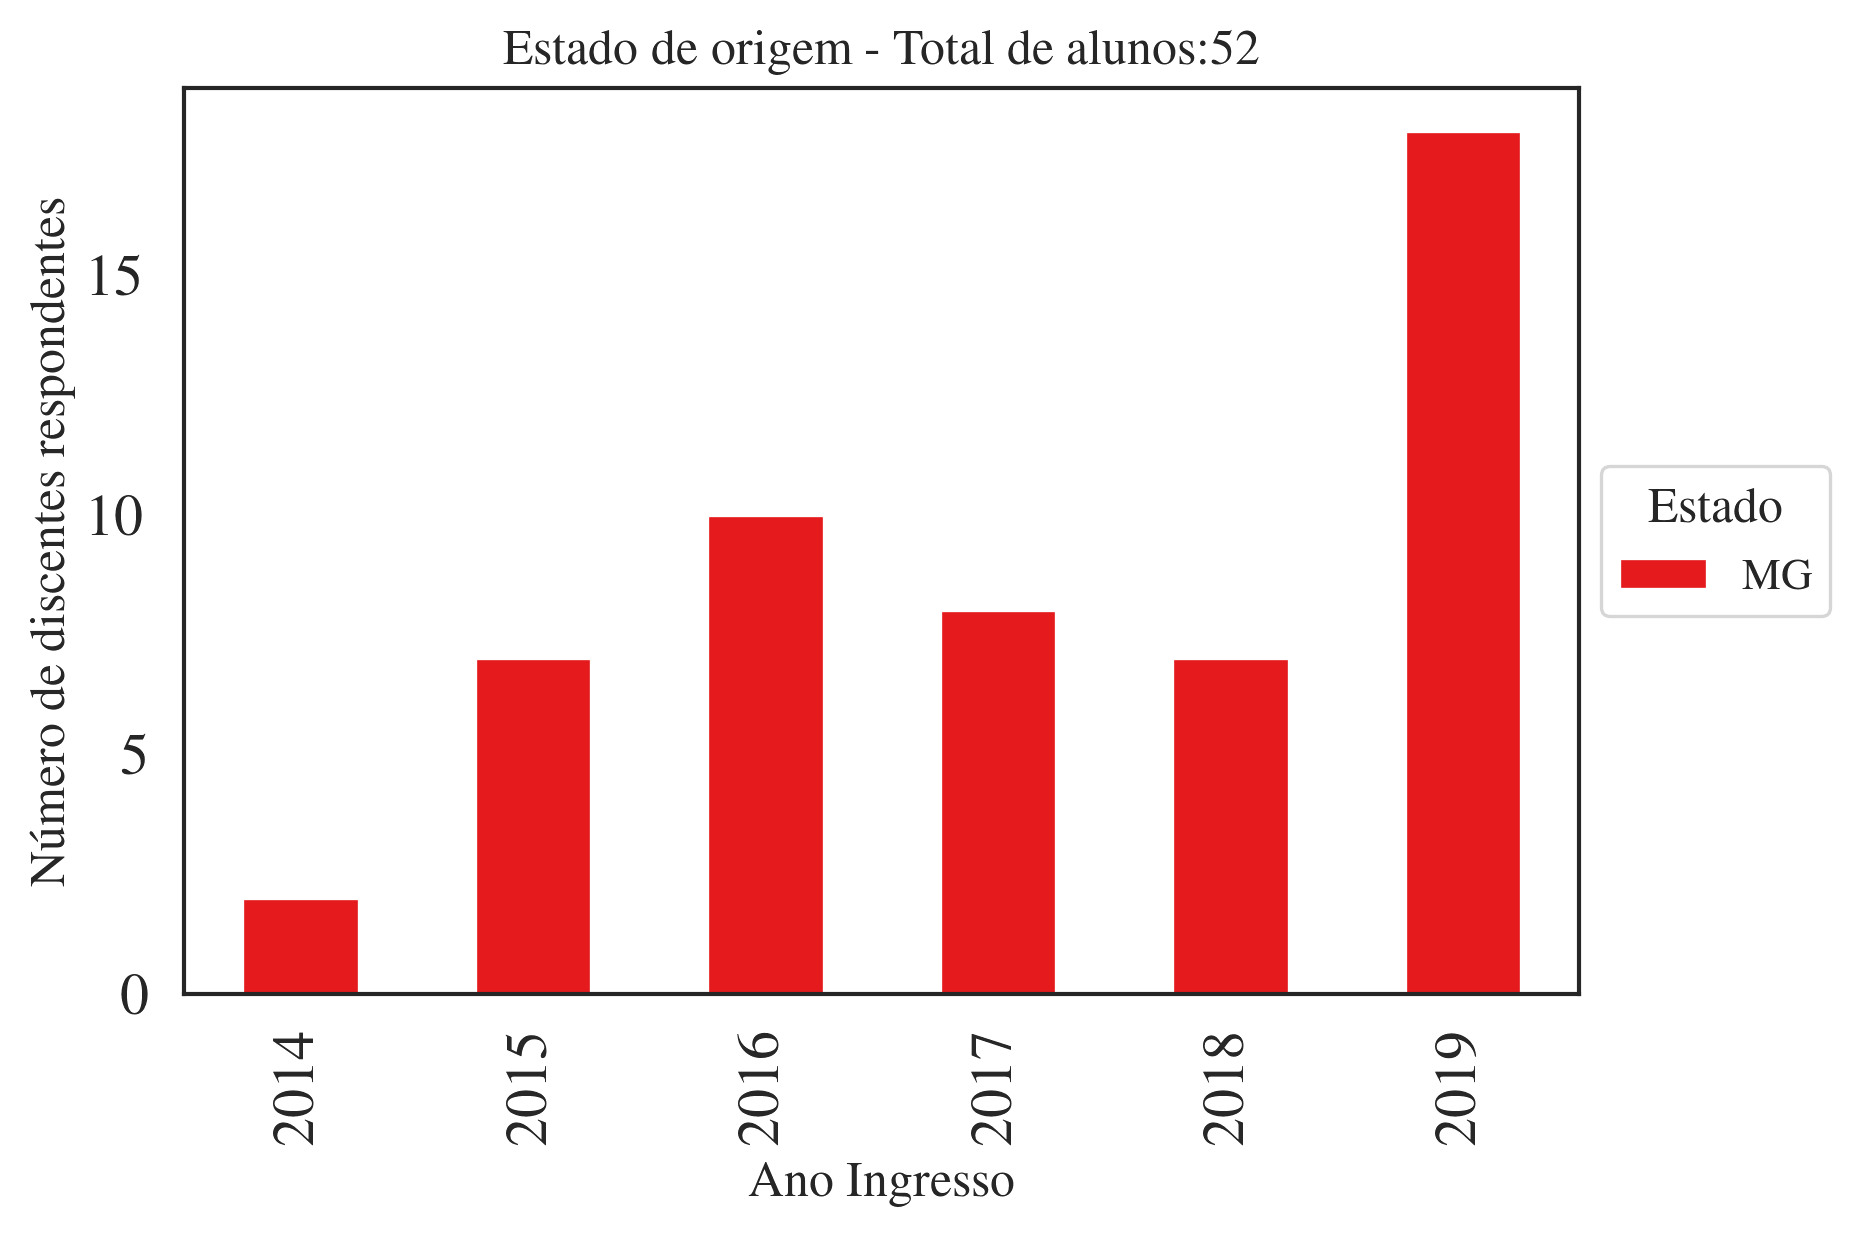 Estado de origem - Total de alunos:52
Número de discentes respondentes
15
10
5
0
2014
2015
2016
2017
2018
2019
Ano Ingresso
Estado
MG